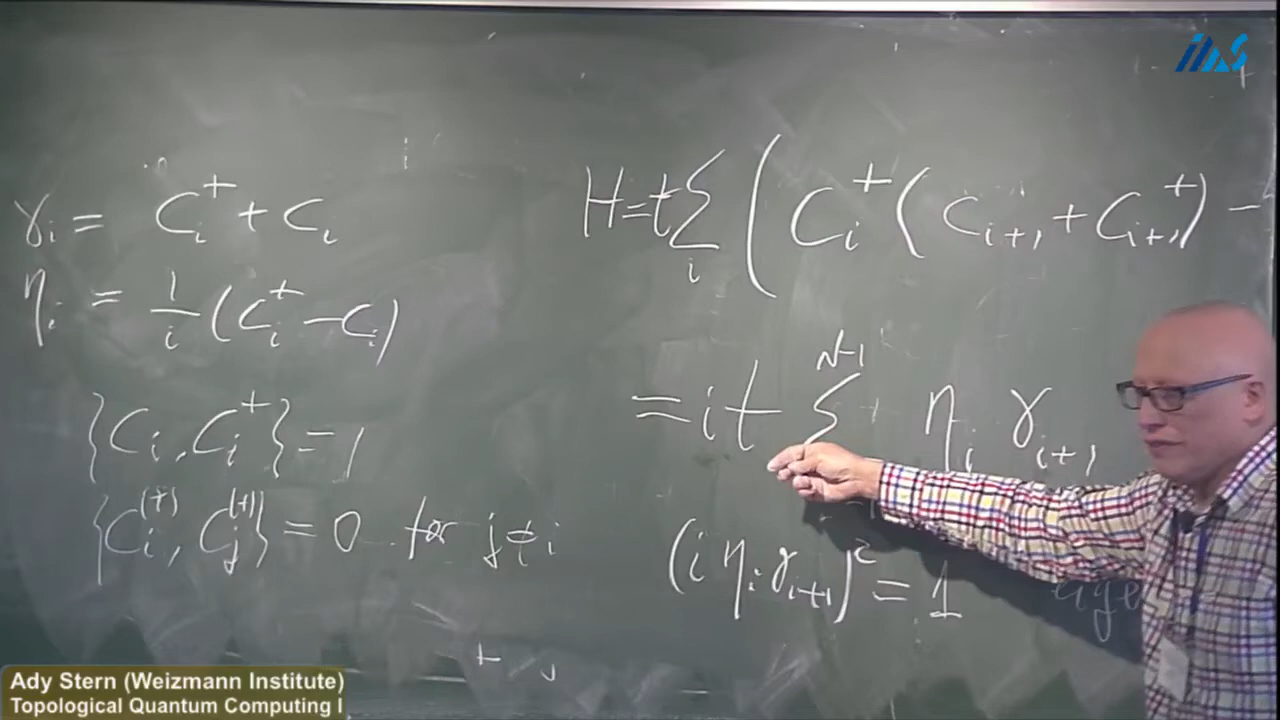 γi = Ci† + Ci
ηi = 1/i (Ci† − Ci)
{Ci, Ci†} = 1
{Ci(†), Cj(†)} = 0 for j ≠ i
H = t Σi ( Ci† ( Ci+1 + Ci+1† ) −
= it Σ N-1 ηi γi+1
(i ηi γi+1)² = 1
IAS
Ady Stern (Weizmann Institute)
Topological Quantum Computing I